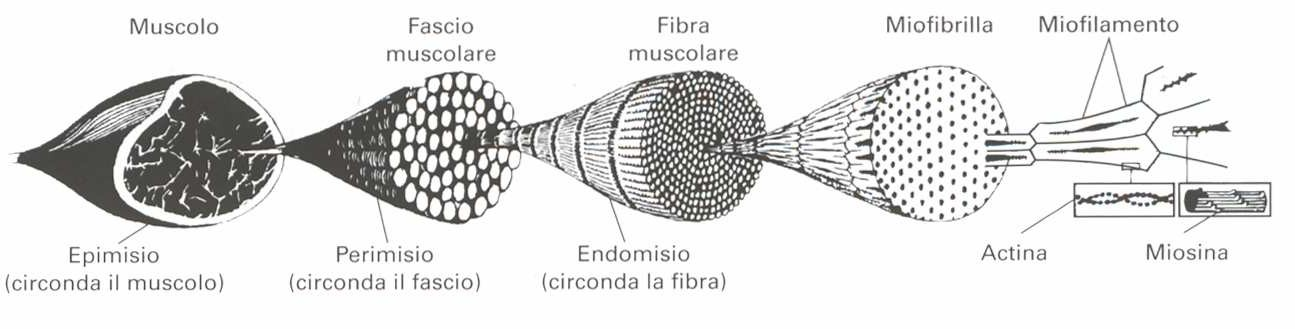 Muscolo
Fascio
muscolare
Fibra
muscolare
Miofibrilla
Miofilamento
Epimisio
(circonda il muscolo)
Perimisio
(circonda il fascio)
Endomisio
(circonda la fibra)
Actina
Miosina